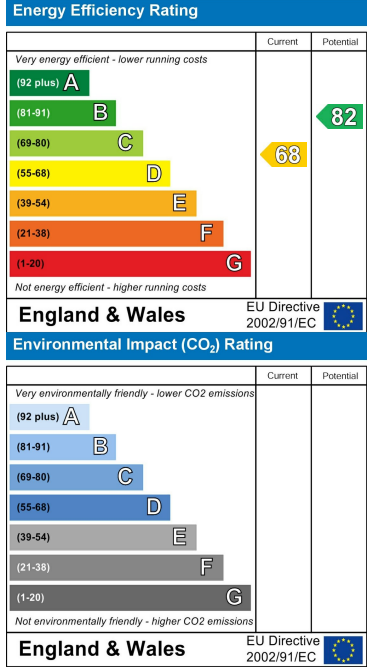 Energy Efficiency Rating
Current Potential
Very energy efficient - lower running costs
(92 plus) A
(81-91) B
(69-80) C
(55-68) D
(39-54) E
(21-38) F
(1-20) G
82
68
Not energy efficient - higher running costs
England & Wales
EU Directive
2002/91/EC
Environmental Impact (CO₂) Rating
Current Potential
Very environmentally friendly - lower CO2 emissions
(92 plus) A
(81-91) B
(69-80) C
(55-68) D
(39-54) E
(21-38) F
(1-20) G
Not environmentally friendly - higher CO2 emissions
England & Wales
EU Directive
2002/91/EC